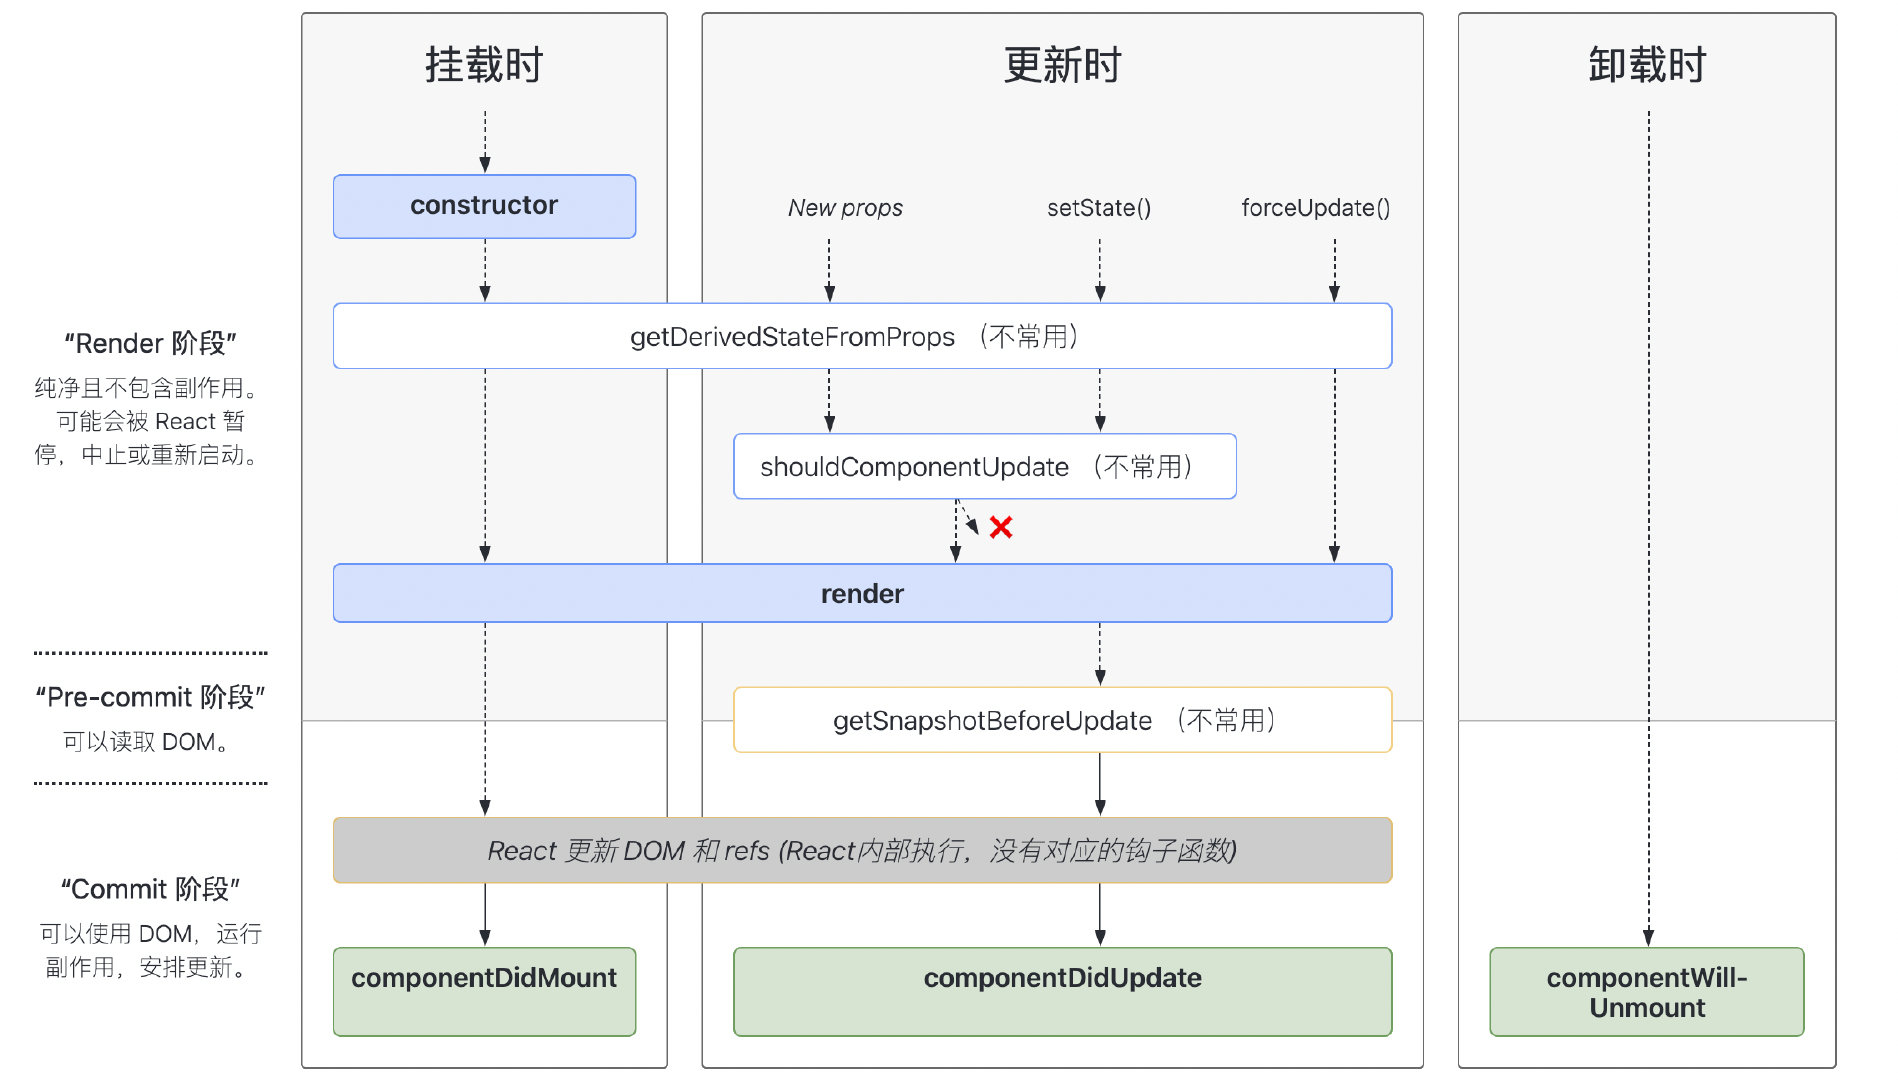 挂载时
更新时
卸载时
constructor
New props
setState()
forceUpdate()
getDerivedStateFromProps （不常用）
“Render 阶段”
纯净且不包含副作用。
可能会被 React 暂
停，中止或重新启动。
shouldComponentUpdate （不常用）
render
“Pre-commit 阶段”
可以读取 DOM。
getSnapshotBeforeUpdate （不常用）
React 更新 DOM 和 refs (React内部执行，没有对应的钩子函数)
“Commit 阶段”
可以使用 DOM，运行
副作用，安排更新。
componentDidMount
componentDidUpdate
componentWill-
Unmount